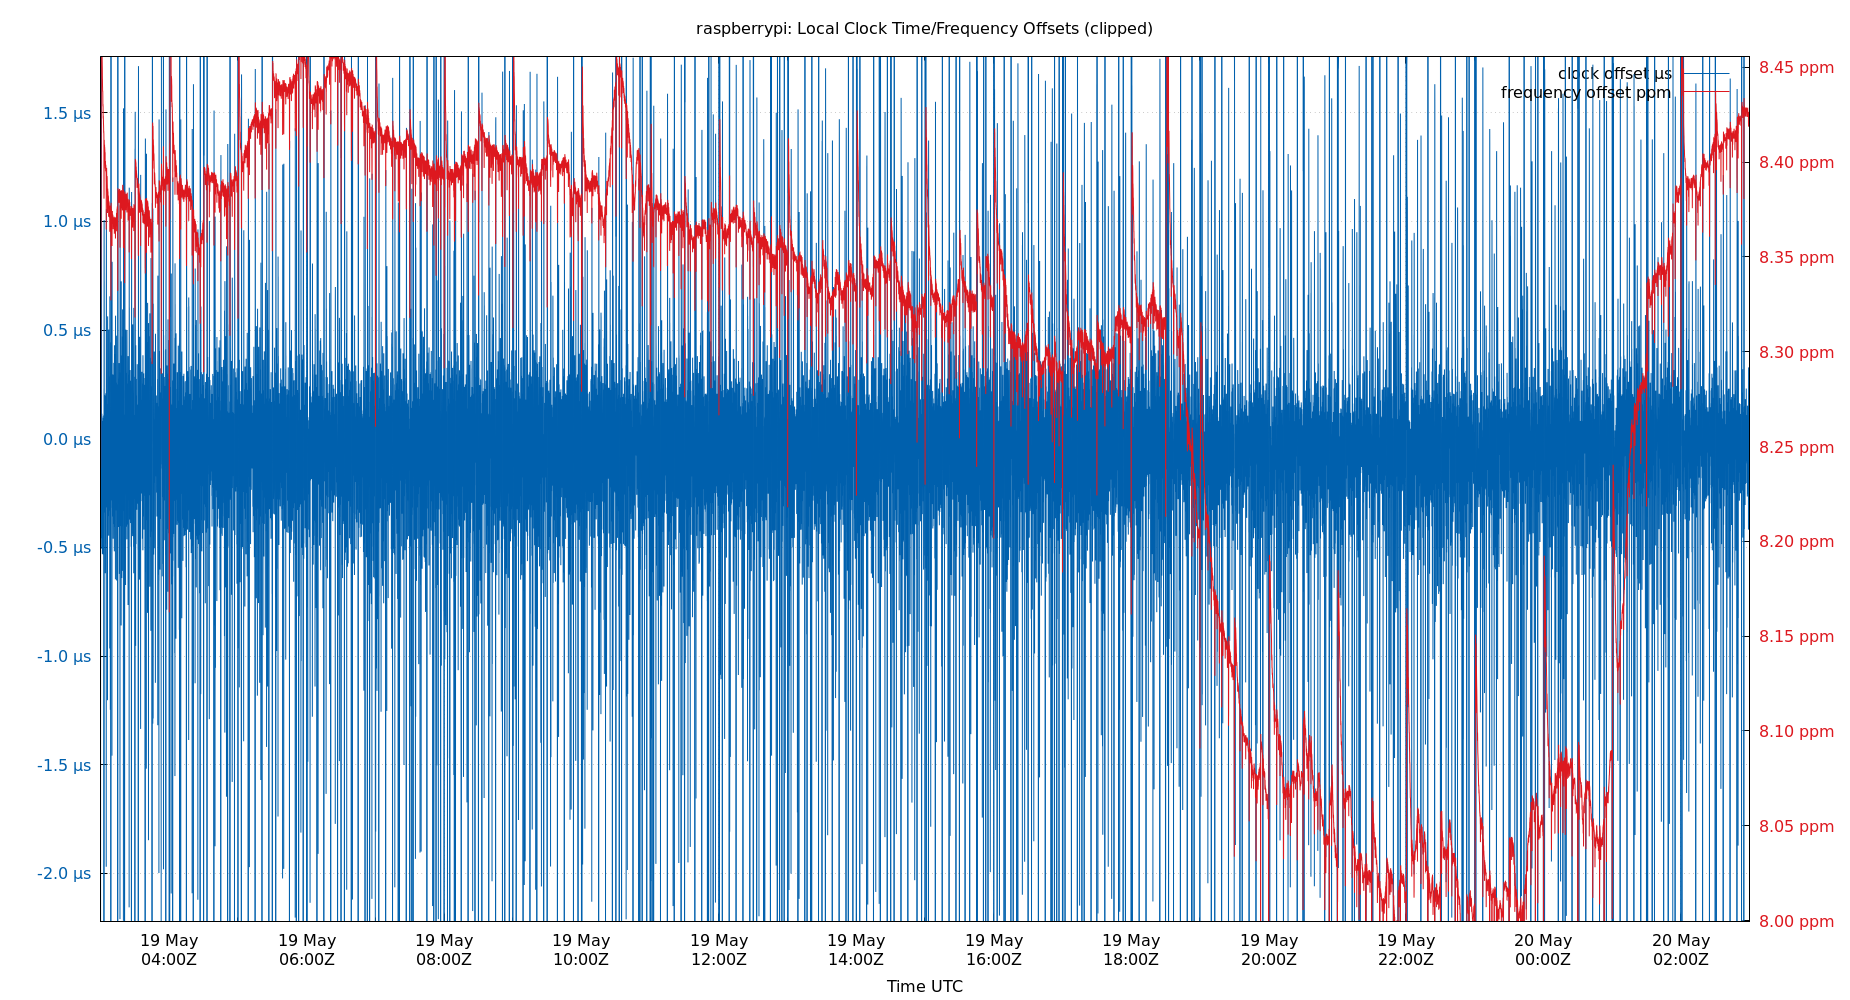 raspberrypi: Local Clock Time/Frequency Offsets (clipped)
clock offset µs
frequency offset ppm
1.5 µs
1.0 µs
0.5 µs
0.0 µs
-0.5 µs
-1.0 µs
-1.5 µs
-2.0 µs
8.45 ppm
8.40 ppm
8.35 ppm
8.30 ppm
8.25 ppm
8.20 ppm
8.15 ppm
8.10 ppm
8.05 ppm
8.00 ppm
19 May 19 May 19 May 19 May 19 May 19 May 19 May 19 May 19 May 19 May 20 May 20 May
04:00Z 06:00Z 08:00Z 10:00Z 12:00Z 14:00Z 16:00Z 18:00Z 20:00Z 22:00Z 00:00Z 02:00Z
Time UTC